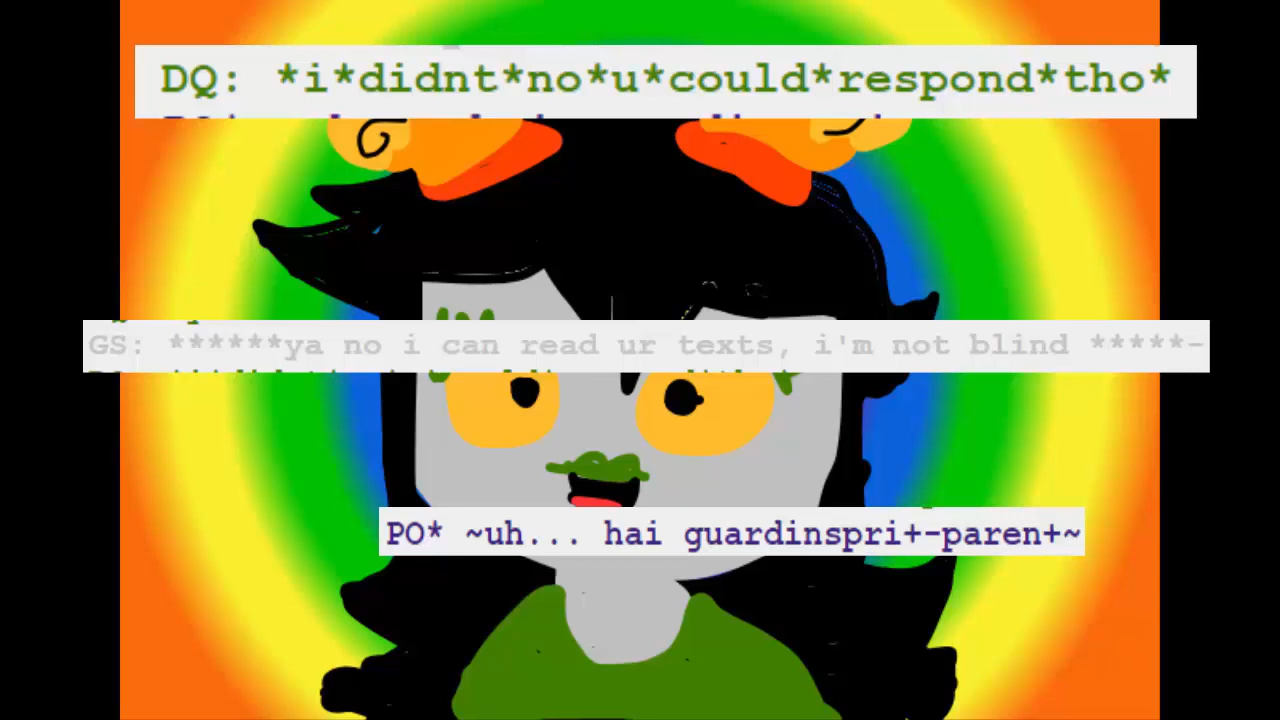 DQ: *i*didnt*no*u*could*respond*tho*
GS: ******ya no i can read ur texts, i'm not blind *****-
PO* ~uh... hai guardinspri+-paren+~